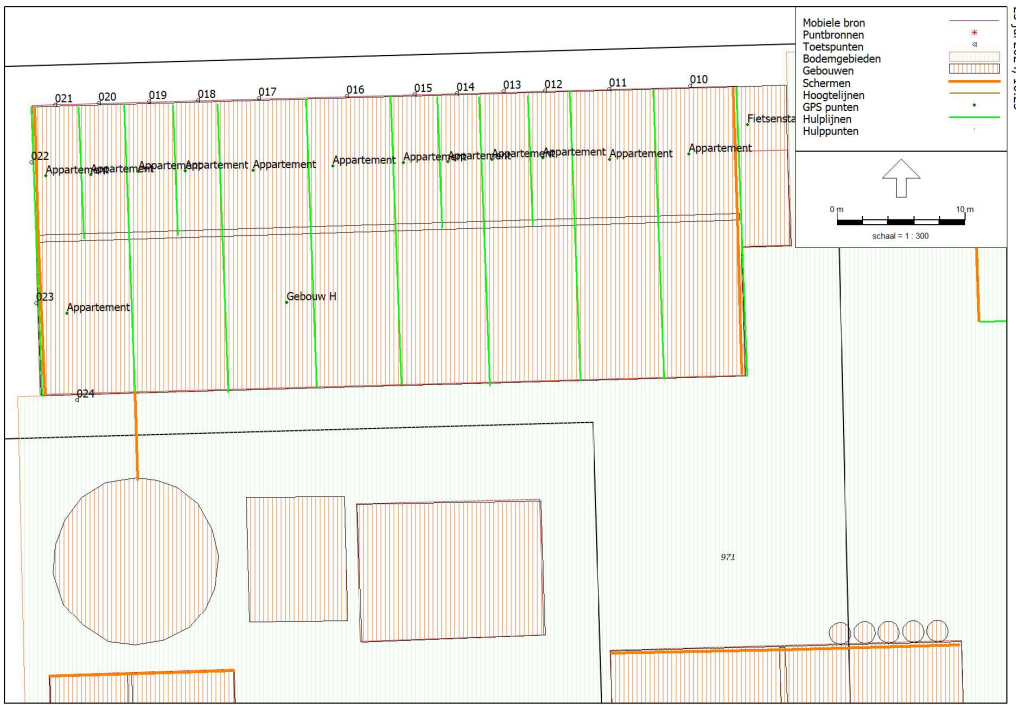 Mobiele bron
Puntbronnen
Toetspunten
Bodemgebieden
Gebouwen
Schermen
Hoogtelijnen
GPS punten
Hulplijnen
Hulppunten
0 m 10 m
schaal = 1 : 300
021 020 019 018 017 016 015 014 013 012 011 010
022
Appartement Appartement Appartement Appartement Appartement Appartement Appartement Appartement Appartement Appartement Appartement Appartement
023
Appartement
Gebouw H
024
971